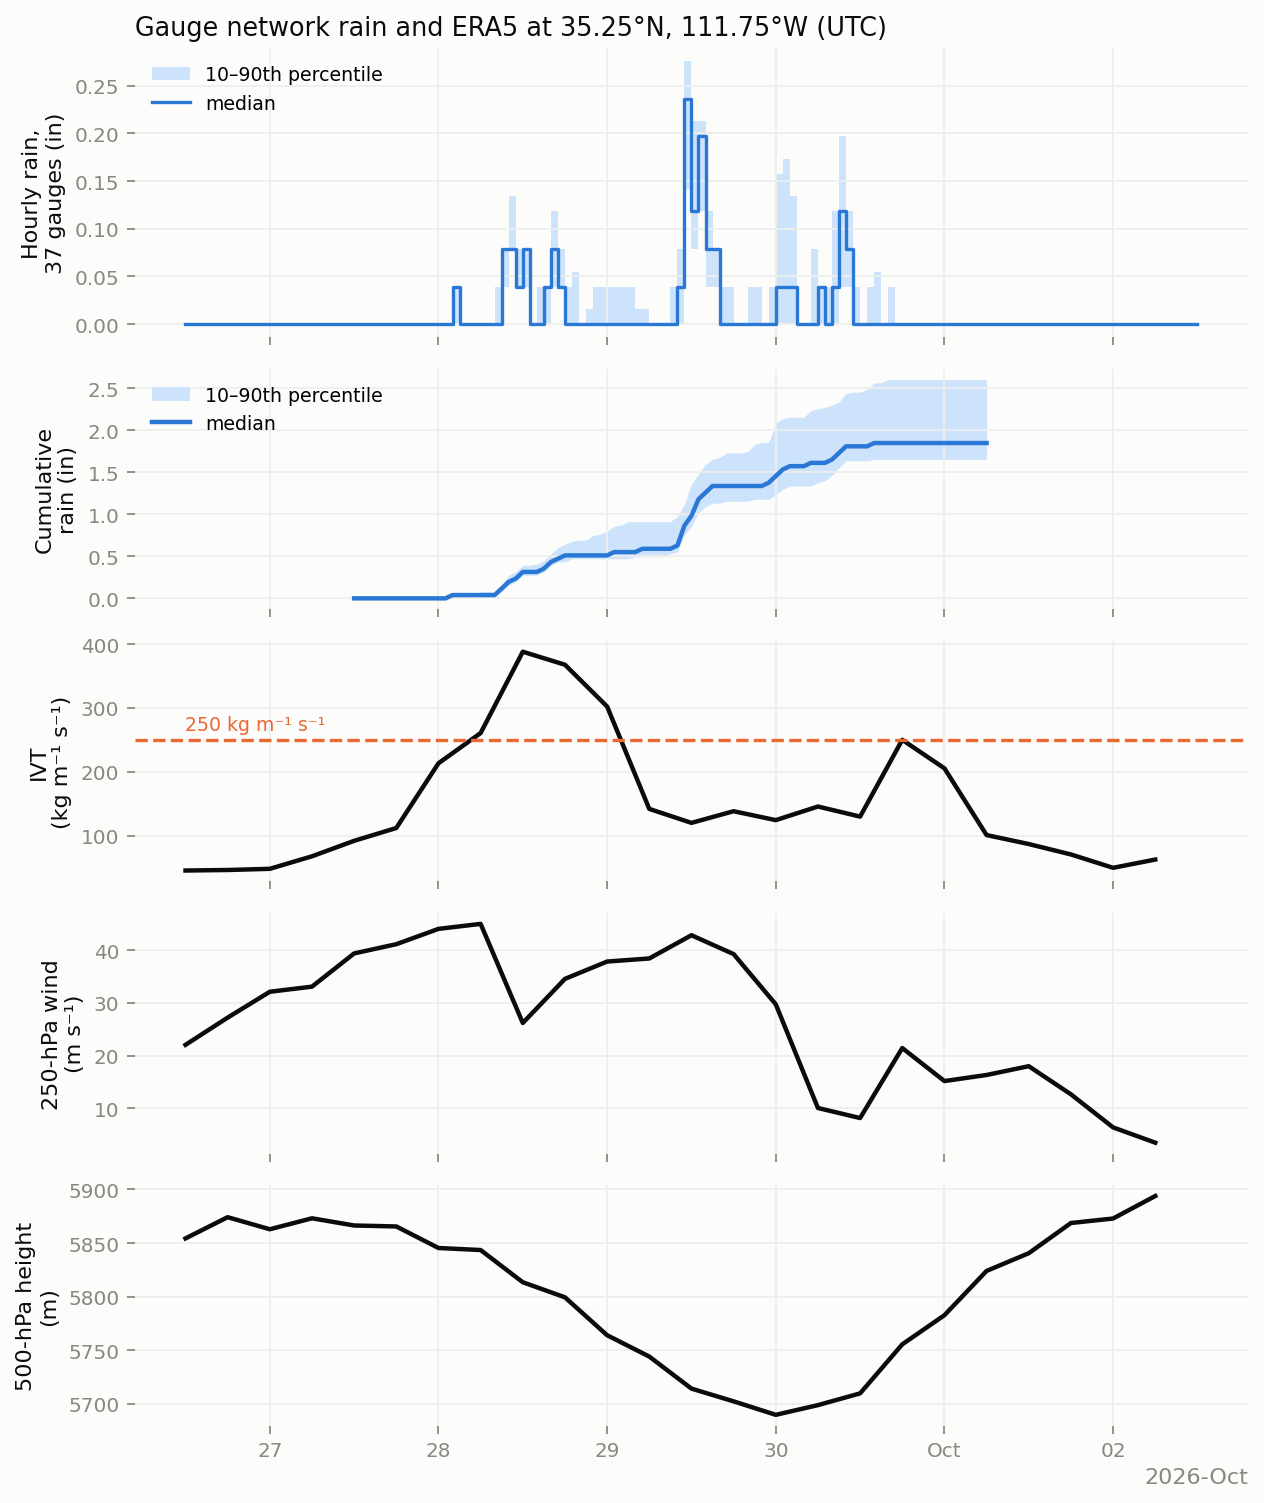 Gauge network rain and ERA5 at 35.25°N, 111.75°W (UTC)
10–90th percentile
median
Hourly rain,
37 gauges (in)
0.25
0.20
0.15
0.10
0.05
0.00
10–90th percentile
median
Cumulative
rain (in)
2.5
2.0
1.5
1.0
0.5
0.0
IVT
(kg m⁻¹ s⁻¹)
400
300
200
100
250 kg m⁻¹ s⁻¹
250-hPa wind
(m s⁻¹)
40
30
20
10
500-hPa height
(m)
5900
5850
5800
5750
5700
27
28
29
30
Oct
02
2026-Oct